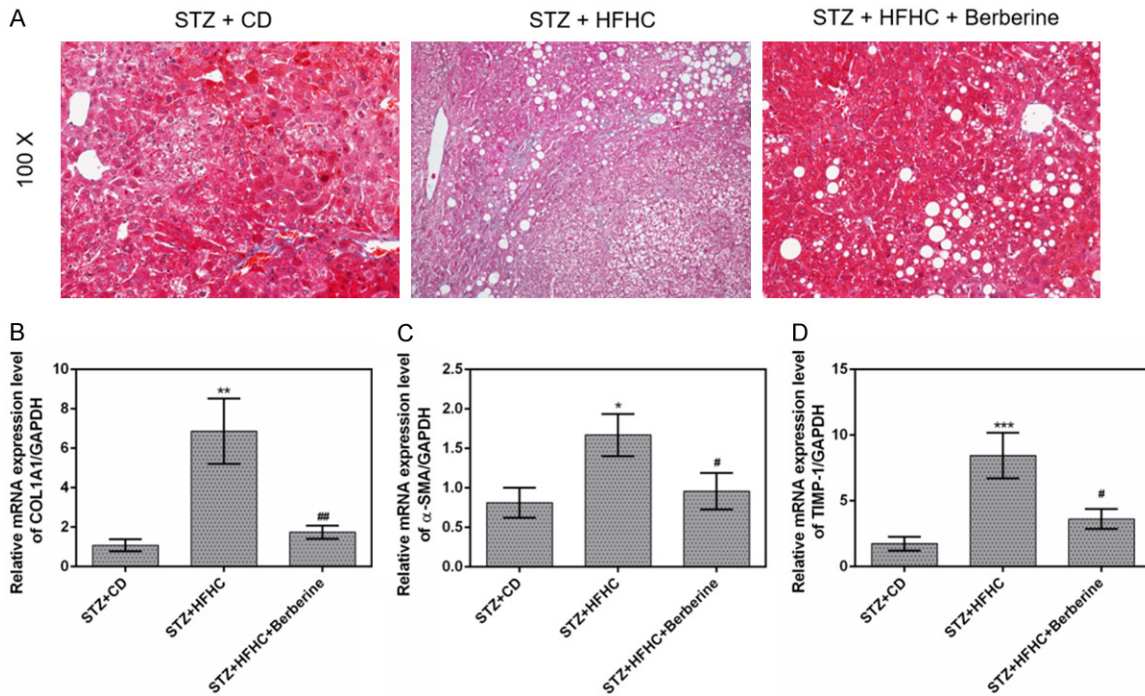 A
STZ + CD
STZ + HFHC
STZ + HFHC + Berberine
100 X
B
Relative mRNA expression level
of COL1A1/GAPDH
10
8
6
4
2
0
**
##
STZ+CD
STZ+HFHC
STZ+HFHC+Berberine
C
Relative mRNA expression level
of α-SMA/GAPDH
2.5
2.0
1.5
1.0
0.5
0.0
*
#
STZ+CD
STZ+HFHC
STZ+HFHC+Berberine
D
Relative mRNA expression level
of TIMP-1/GAPDH
15
10
5
0
***
#
STZ+CD
STZ+HFHC
STZ+HFHC+Berberine